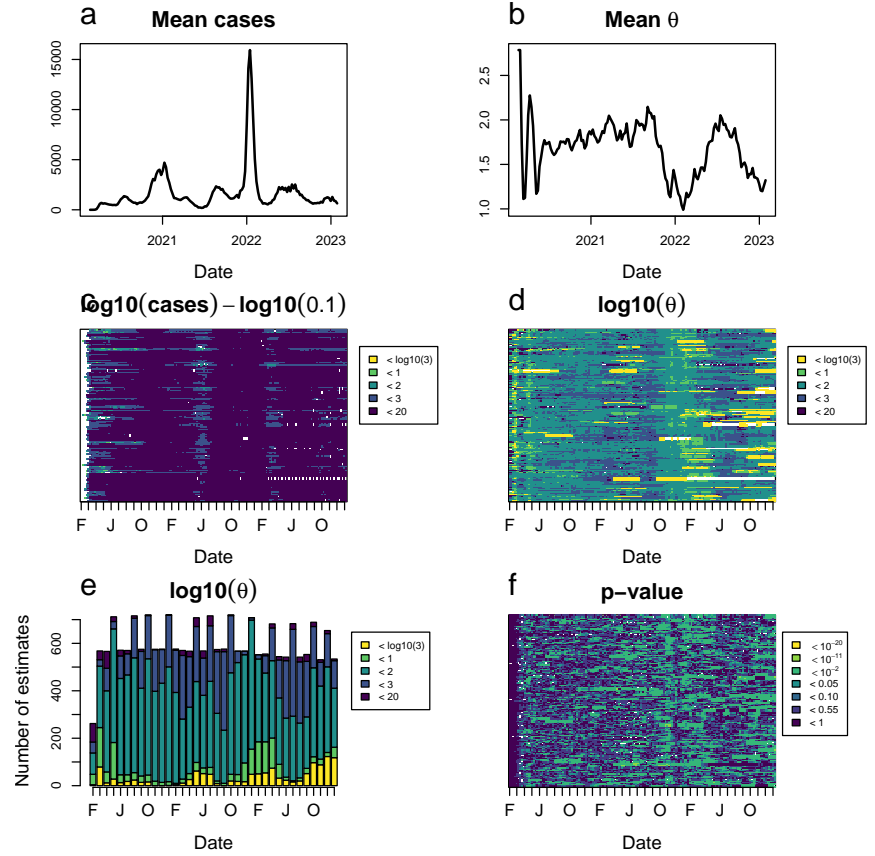 a
Mean cases
0
5000
10000
15000
2021
2022
2023
Date
b
Mean θ
1.0
1.5
2.0
2.5
2021
2022
2023
Date
c
log10(cases) − log10(0.1)
< log10(3)
< 1
< 2
< 3
< 20
F J O F J O F J O
Date
d
log10(θ)
< log10(3)
< 1
< 2
< 3
< 20
F J O F J O F J O
Date
e
log10(θ)
Number of estimates
0
200
400
600
< log10(3)
< 1
< 2
< 3
< 20
F J O F J O F J O
Date
f
p−value
< 10⁻²⁰
< 10⁻¹¹
< 10⁻²
< 0.05
< 0.10
< 0.55
< 1
F J O F J O F J O
Date